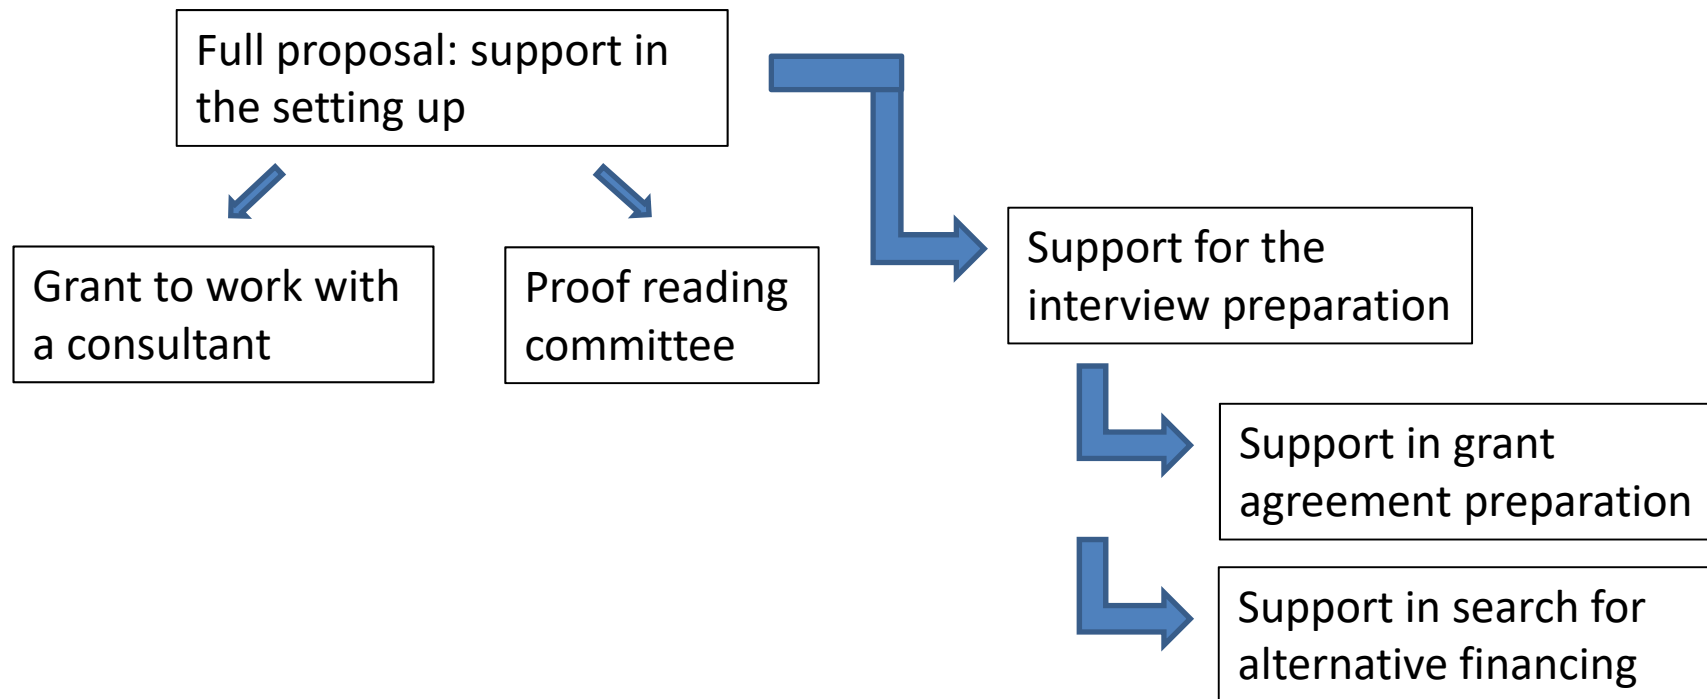 Full proposal: support in
the setting up
Grant to work with
a consultant
Proof reading
committee
Support for the
interview preparation
Support in grant
agreement preparation
Support in search for
alternative financing